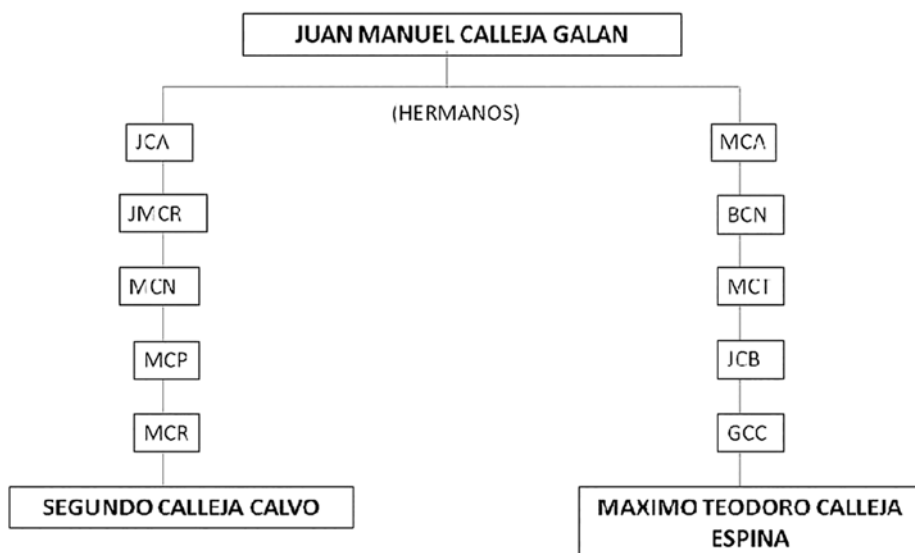 JUAN MANUEL CALLEJA GALAN
(HERMANOS)
JCA
MCA
JMCR
BCN
MCN
MCT
MCP
JCB
MCR
GCC
SEGUNDO CALLEJA CALVO
MAXIMO TEODORO CALLEJA
ESPINA